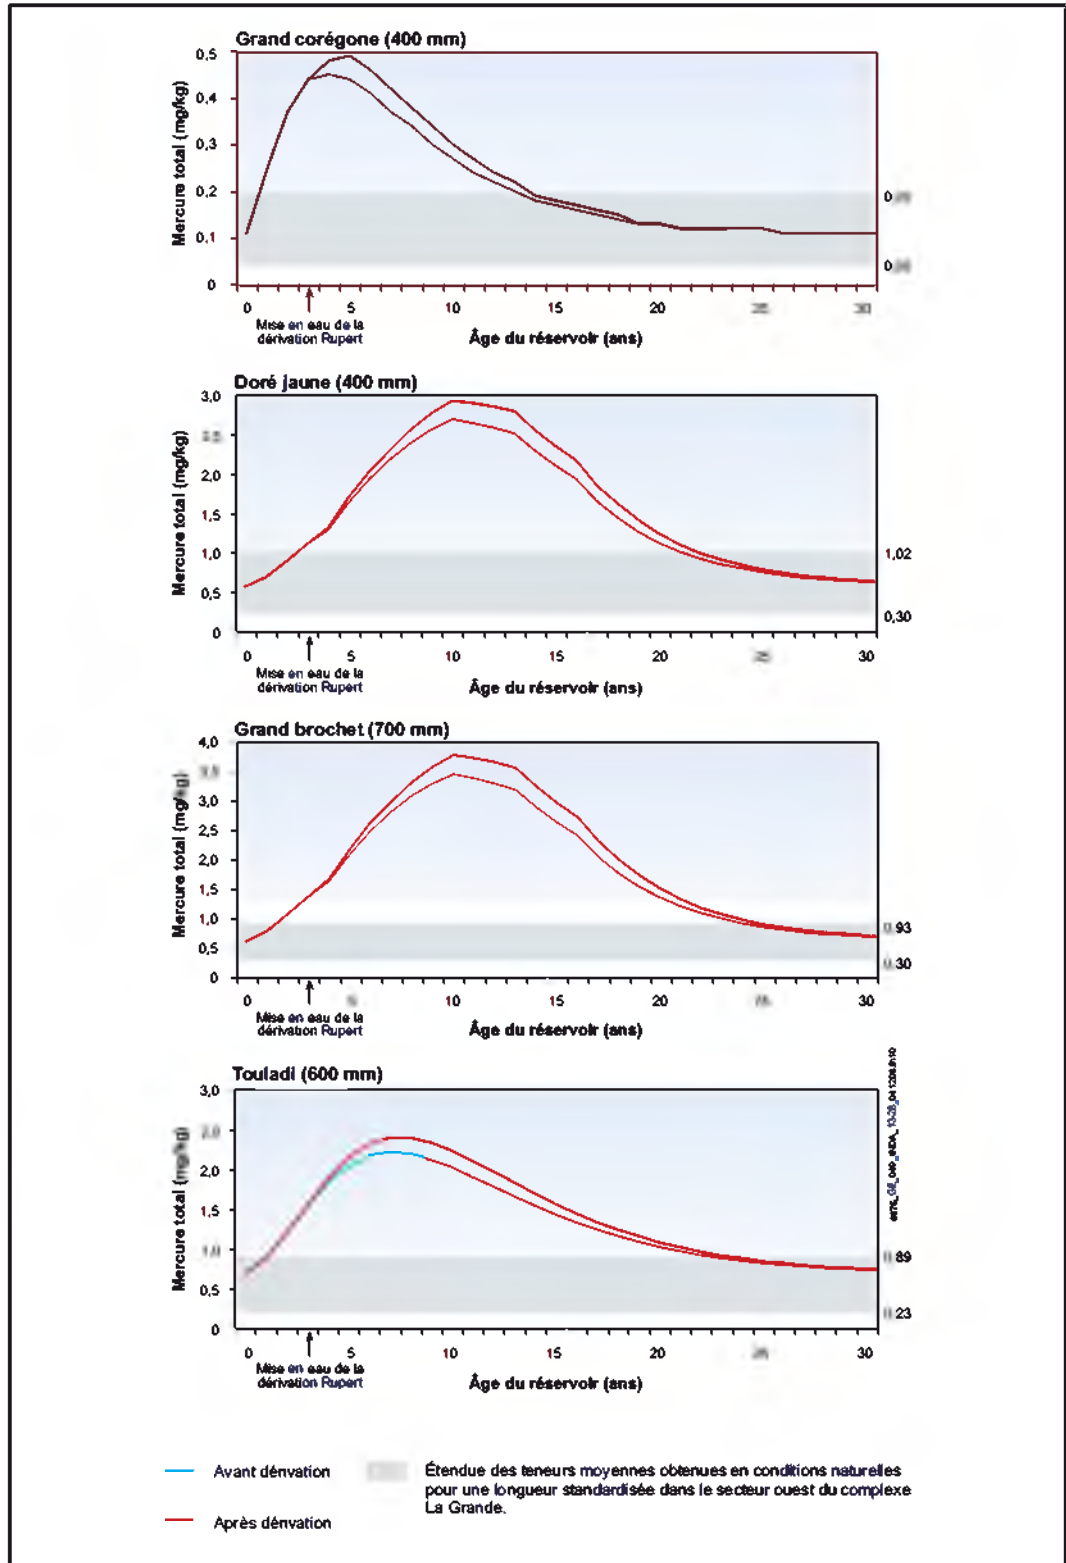 Grand corégone (400 mm)
Mercure total (mg/kg)
0,5
0,4
0,3
0,2
0,1
0
0 5 10 15 20 25 30
Mise en eau de la
dérivation Rupert
Âge du réservoir (ans)
Doré jaune (400 mm)
Mercure total (mg/kg)
3,0
2,0
1,5
1,0
0,5
0
1,02
0,30
0 5 10 15 20 25 30
Mise en eau de la
dérivation Rupert
Âge du réservoir (ans)
Grand brochet (700 mm)
Mercure total (mg/kg)
4,0
3,5
3,0
2,5
2,0
1,5
1,0
0,5
0
0,93
0,30
0 5 10 15 20 25 30
Mise en eau de la
dérivation Rupert
Âge du réservoir (ans)
Touladi (600 mm)
Mercure total (mg/kg)
3,0
2,0
1,5
1,0
0,5
0
0,89
0,23
0 5 10 15 20 25 30
Mise en eau de la
dérivation Rupert
Âge du réservoir (ans)
Avant dérivation
Après dérivation
Étendue des teneurs moyennes obtenues en conditions naturelles
pour une longueur standardisée dans le secteur ouest du complexe
La Grande.